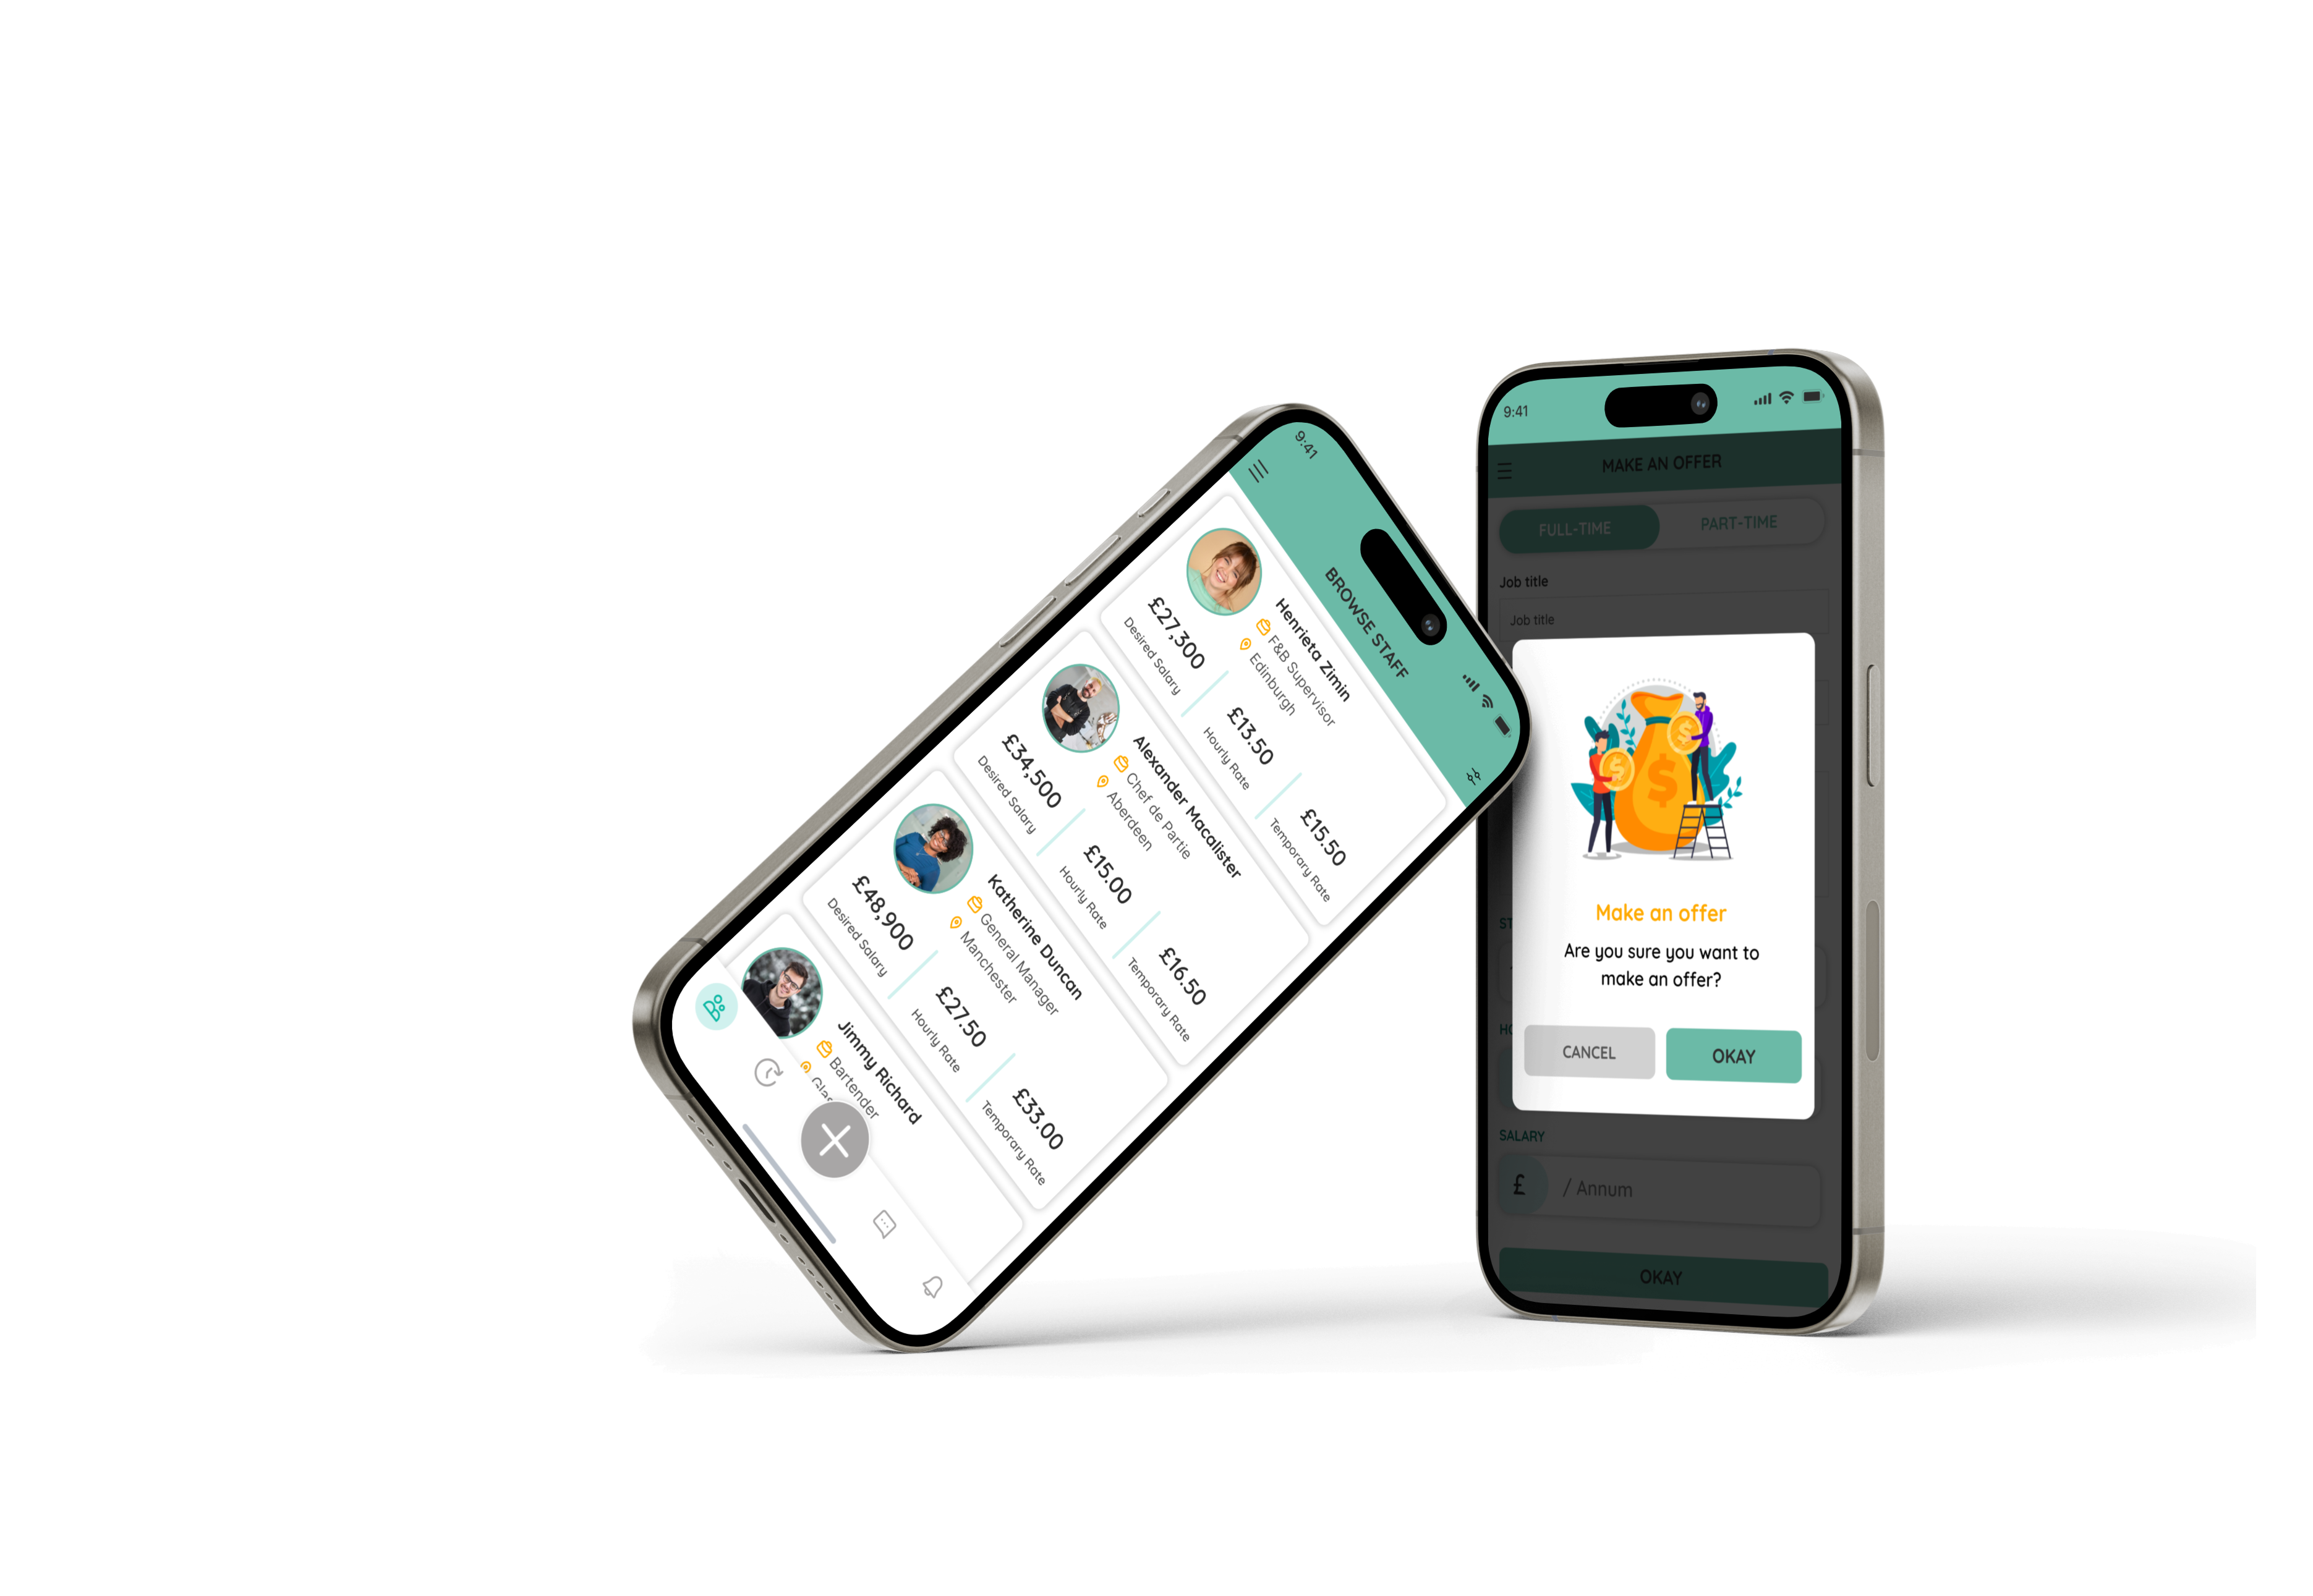 9:41
BROWSE STAFF
Henrieta Zimin
F&B Supervisor
Edinburgh
£27,300
Desired Salary
£13.50
Hourly Rate
£15.50
Temporary Rate
Alexander Macalister
Chef de Partie
Aberdeen
£34,500
Desired Salary
£15.00
Hourly Rate
£16.50
Temporary Rate
Katherine Duncan
General Manager
Manchester
£48,900
Desired Salary
£27.50
Hourly Rate
£33.00
Temporary Rate
Jimmy Richard
Bartender
9:41
MAKE AN OFFER
FULL-TIME
PART-TIME
Job title
Job title
$
$
$
Make an offer
Are you sure you want to
make an offer?
CANCEL
OKAY
SALARY
£
/ Annum
OKAY